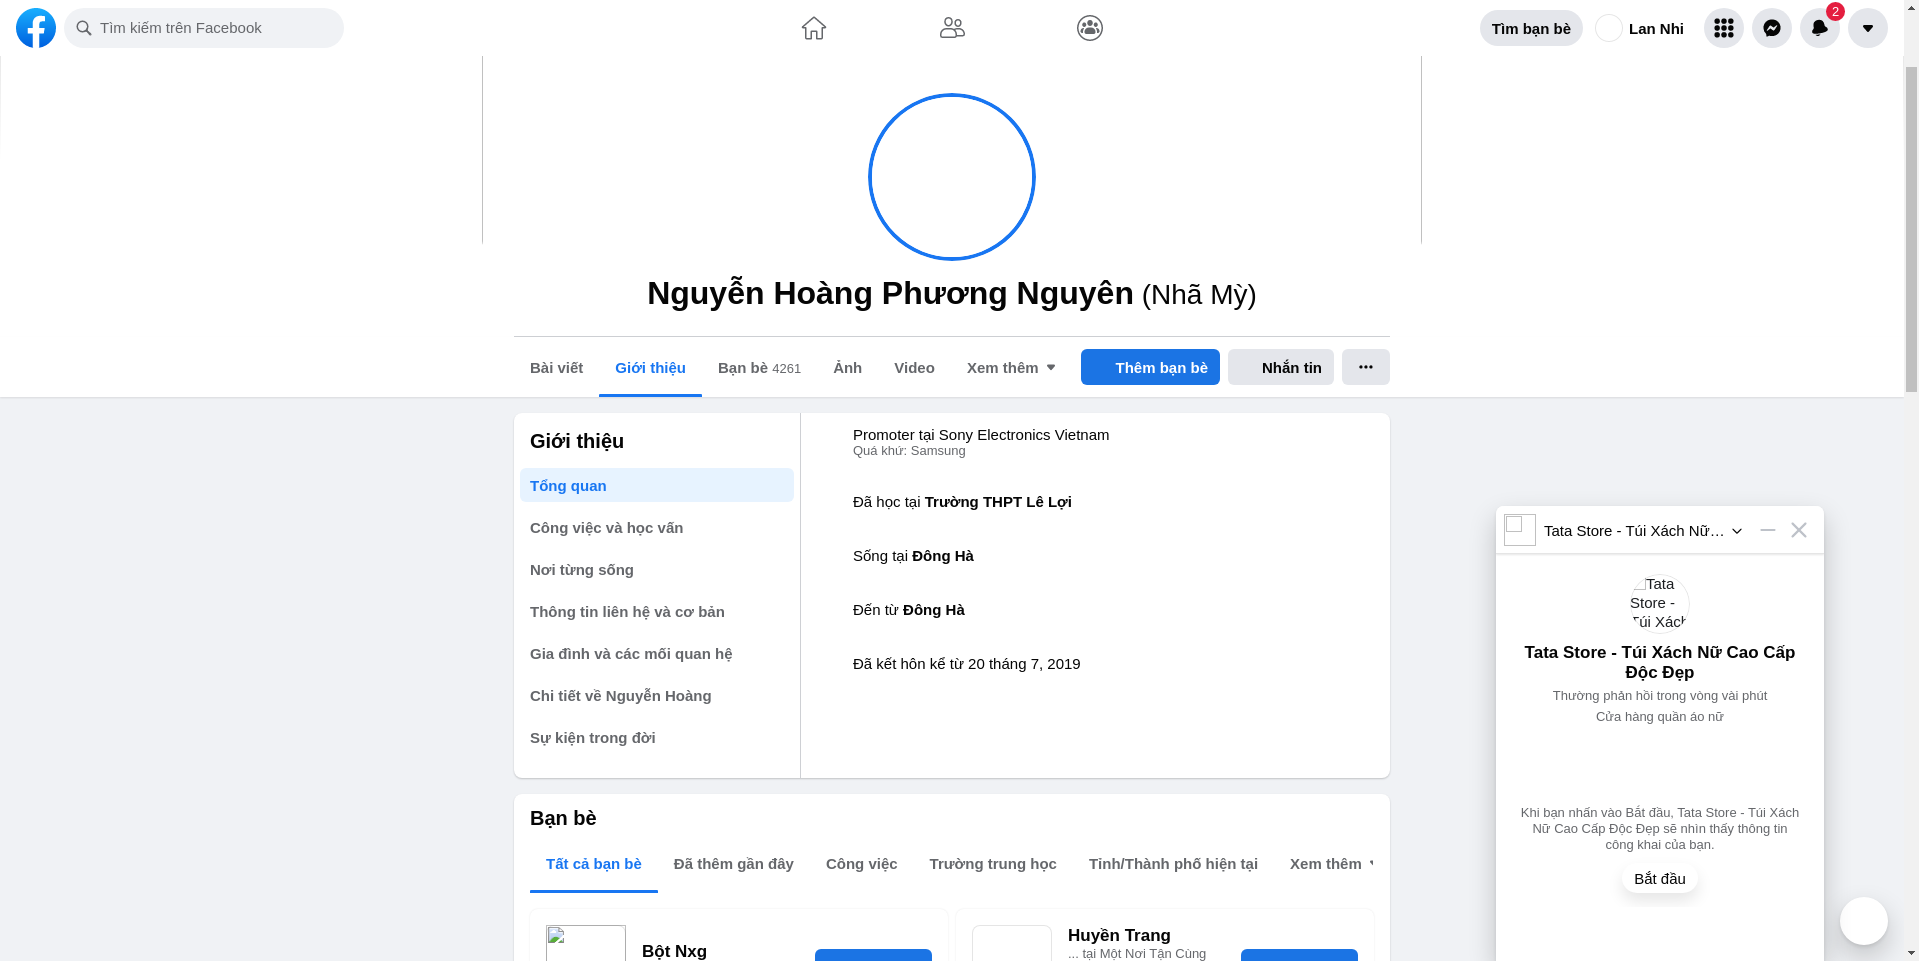 Tìm kiếm trên Facebook
Tìm bạn bè
Lan Nhi
2
Nguyễn Hoàng Phương Nguyên (Nhã Mỳ)
Bài viết
Giới thiệu
Bạn bè 4261
Ảnh
Video
Xem thêm
Thêm bạn bè
Nhắn tin
Giới thiệu
Tổng quan
Công việc và học vấn
Nơi từng sống
Thông tin liên hệ và cơ bản
Gia đình và các mối quan hệ
Chi tiết về Nguyễn Hoàng
Sự kiện trong đời
Promoter tại Sony Electronics Vietnam
Quá khứ: Samsung
Đã học tại Trường THPT Lê Lợi
Sống tại Đông Hà
Đến từ Đông Hà
Đã kết hôn kể từ 20 tháng 7, 2019
Bạn bè
Tất cả bạn bè
Đã thêm gần đây
Công việc
Trường trung học
Tỉnh/Thành phố hiện tại
Xem thêm
Bột Nxg
Huyền Trang
... tại Một Nơi Tận Cùng
Tata Store - Túi Xách Nữ…
Tata
Store -
Túi Xách
Tata Store - Túi Xách Nữ Cao Cấp
Độc Đẹp
Thường phản hồi trong vòng vài phút
Cửa hàng quần áo nữ
Khi bạn nhấn vào Bắt đầu, Tata Store - Túi Xách
Nữ Cao Cấp Độc Đẹp sẽ nhìn thấy thông tin
công khai của bạn.
Bắt đầu